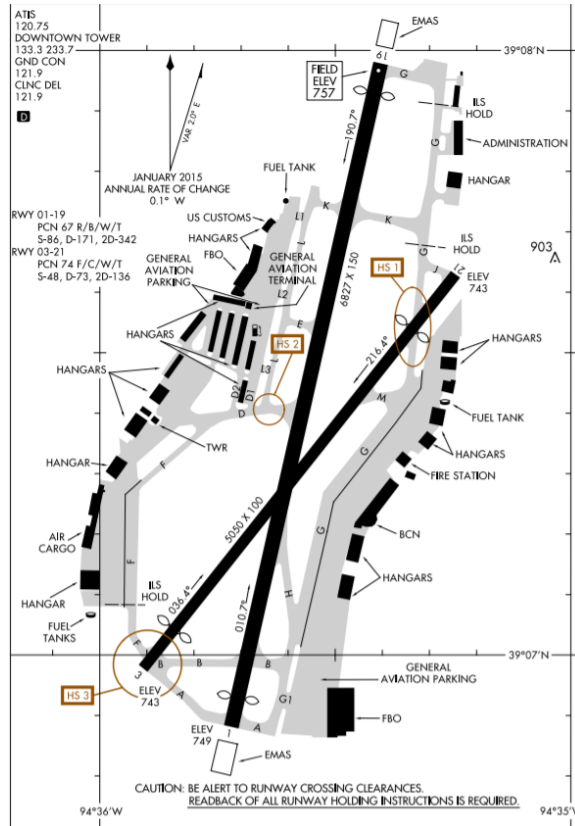 ATIS
120.75
DOWNTOWN TOWER
133.3 233.7
GND CON
121.9
CLNC DEL
121.9
D
VAR. 2.0° E
JANUARY 2015
ANNUAL RATE OF CHANGE
0.1° W
RWY 01-19
PCN 67 R/B/W/T
S-86, D-171, 2D-342
RWY 03-21
PCN 74 F/C/W/T
S-48, D-73, 2D-136
EMAS
19
39°08'N
FIELD
ELEV
757
G
ILS
HOLD
190.7°
G
ADMINISTRATION
HANGAR
FUEL TANK
K
L1
K
US CUSTOMS
HANGARS
FBO
L
GENERAL
AVIATION
PARKING
GENERAL
AVIATION
TERMINAL
6827 X 150
ILS
HOLD
G
J
21
ELEV
743
903
HS 1
L2
E
HANGARS
HS 2
L
L3
216.4°
HANGARS
D2
D1
D
M
HANGARS
FUEL TANK
TWR
G
HANGARS
FIRE STATION
HANGAR
F
5050 X 100
G
BCN
AIR
CARGO
F
HANGARS
HANGAR
ILS
HOLD
036.4°
010.7°
H
FUEL
TANKS
F
B
B
B
39°07'N
3
HS 3
ELEV
743
A
GENERAL
AVIATION PARKING
G1
FBO
ELEV
749
1
A
EMAS
CAUTION: BE ALERT TO RUNWAY CROSSING CLEARANCES.
READBACK OF ALL RUNWAY HOLDING INSTRUCTIONS IS REQUIRED.
94°36'W
94°35'W